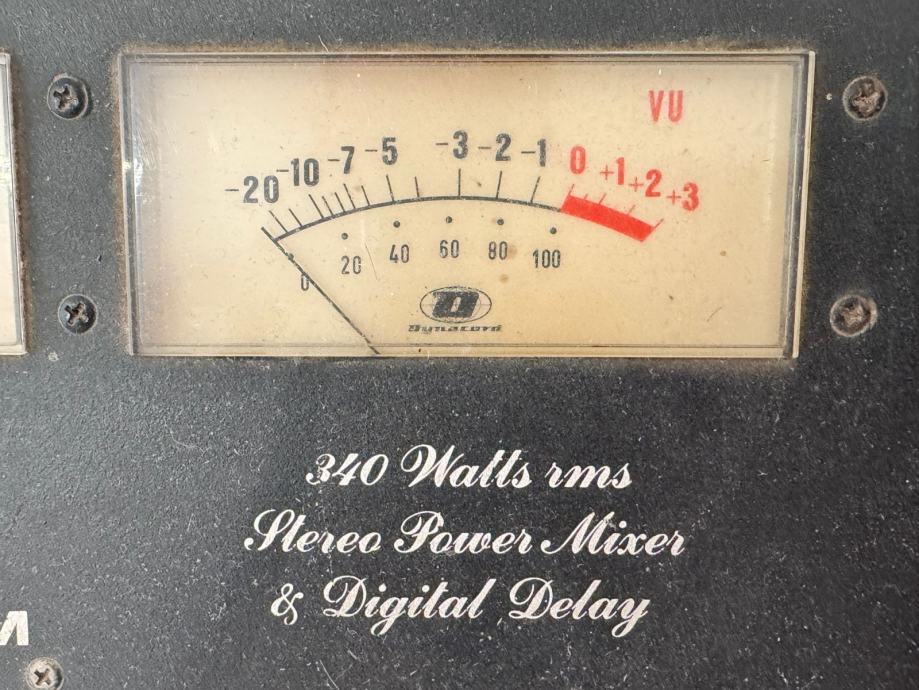 VU
-20 -10 -7 -5 -3 -2 -1 0 +1 +2 +3
0 20 40 60 80 100
D
Dynacord
340 Watts rms
Stereo Power Mixer
& Digital Delay